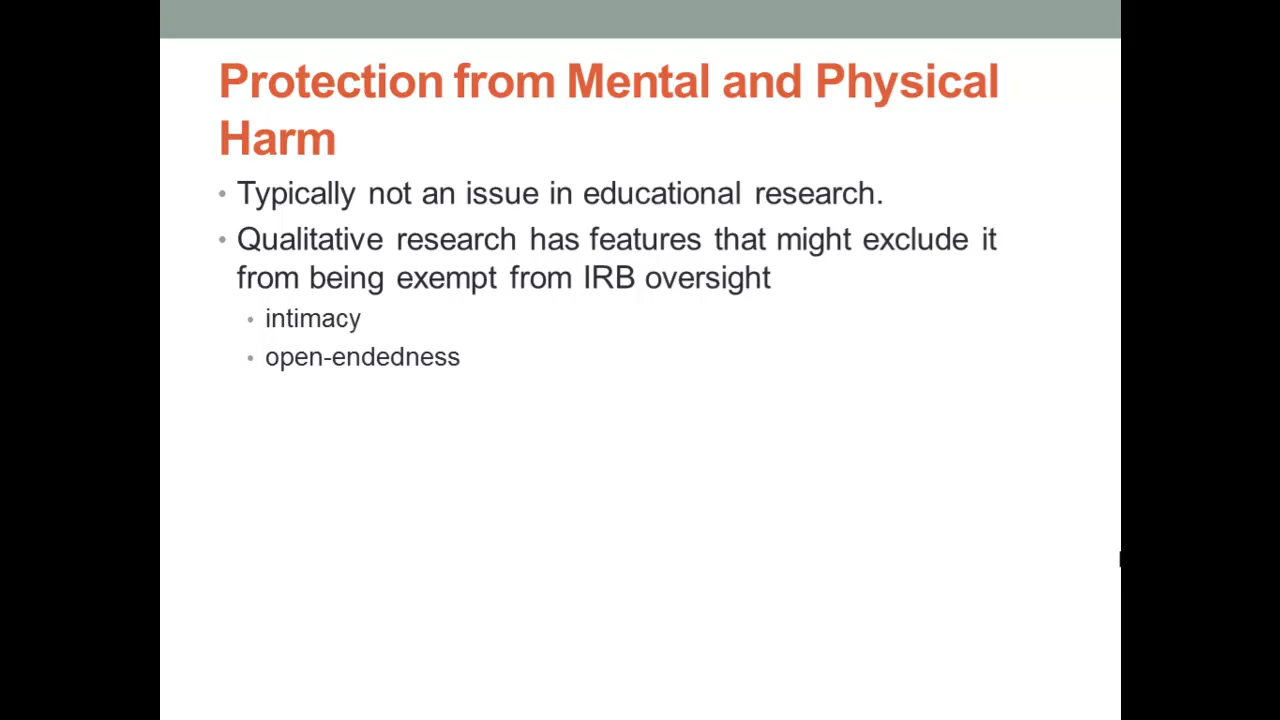 Protection from Mental and Physical
Harm
• Typically not an issue in educational research.
• Qualitative research has features that might exclude it
from being exempt from IRB oversight
• intimacy
• open-endedness